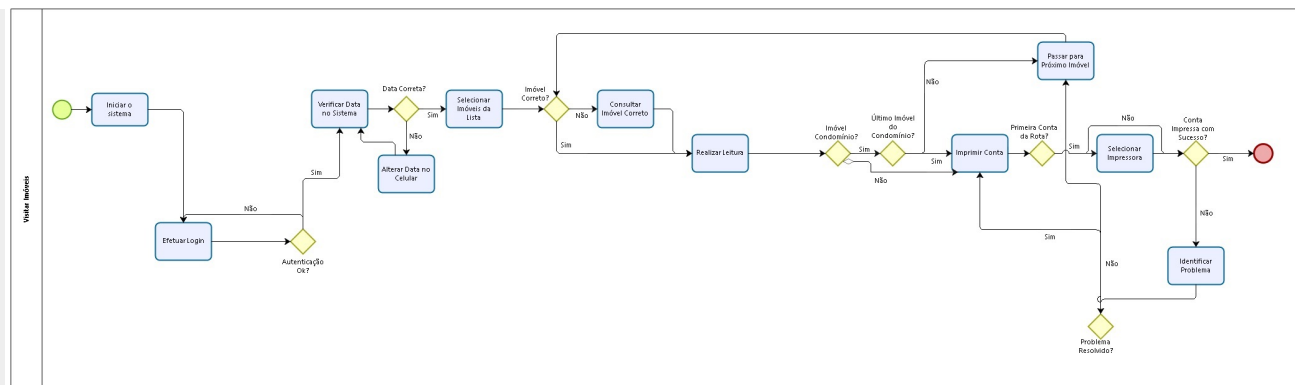 Visitar Imóveis
Iniciar o
sistema
Efetuar Login
Não
Autenticação
Ok?
Sim
Verificar Data
no Sistema
Data Correta?
Sim
Não
Alterar Data no
Celular
Selecionar
Imóveis da
Lista
Imóvel
Correto?
Não
Sim
Consultar
Imóvel Correto
Realizar Leitura
Imóvel
Condomínio?
Sim
Não
Último Imóvel
do
Condomínio?
Não
Sim
Imprimir Conta
Passar para
Próximo Imóvel
Primeira Conta
da Rota?
Sim
Não
Selecionar
Impressora
Conta
Impressa com
Sucesso?
Sim
Não
Identificar
Problema
Sim
Não
Problema
Resolvido?